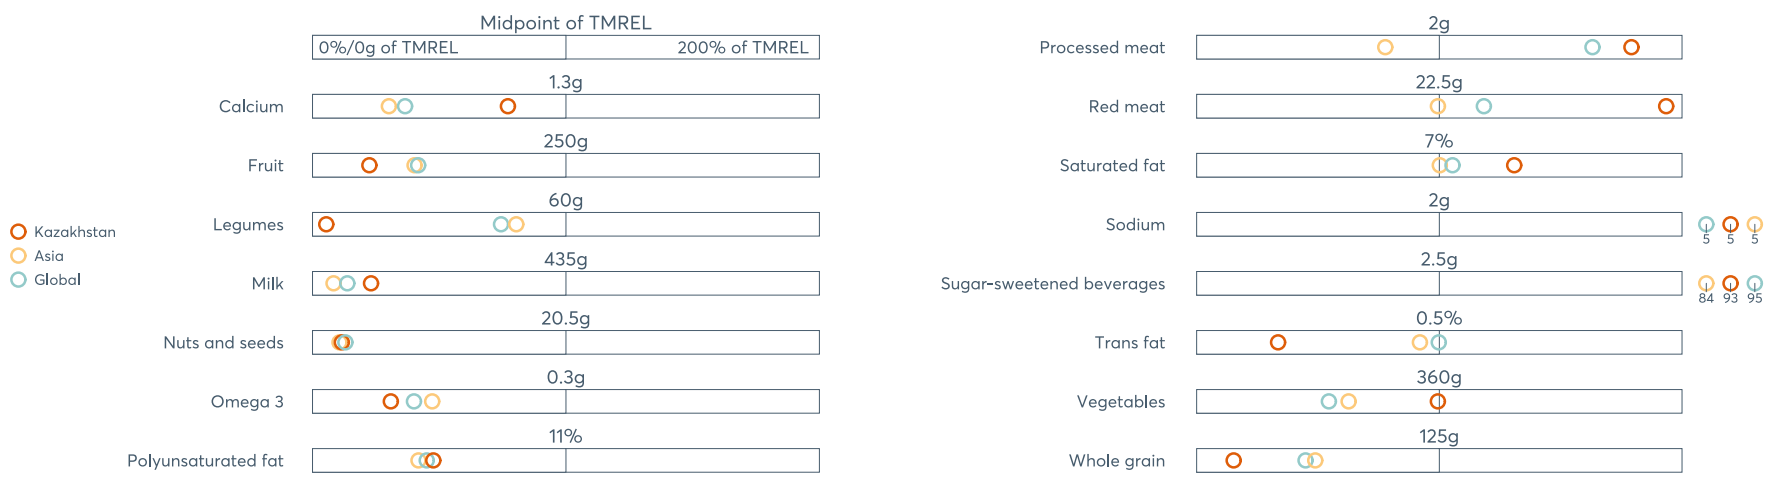 Midpoint of TMREL
0%/0g of TMREL 200% of TMREL
1.3g
Calcium
250g
Fruit
60g
Legumes
435g
Milk
20.5g
Nuts and seeds
0.3g
Omega 3
11%
Polyunsaturated fat
Kazakhstan
Asia
Global
2g
Processed meat
22.5g
Red meat
7%
Saturated fat
2g
Sodium
5 5 5
2.5g
Sugar-sweetened beverages
84 93 95
0.5%
Trans fat
360g
Vegetables
125g
Whole grain